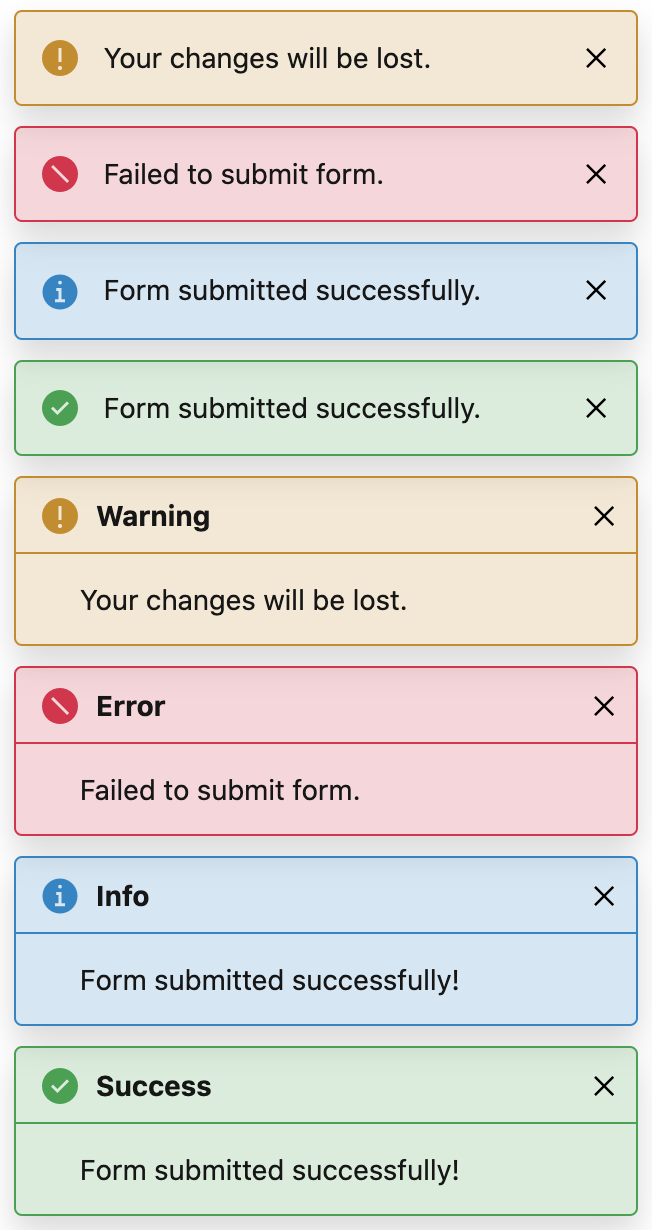 Your changes will be lost.
Failed to submit form.
Form submitted successfully.
Form submitted successfully.
Warning
Your changes will be lost.
Error
Failed to submit form.
Info
Form submitted successfully!
Success
Form submitted successfully!